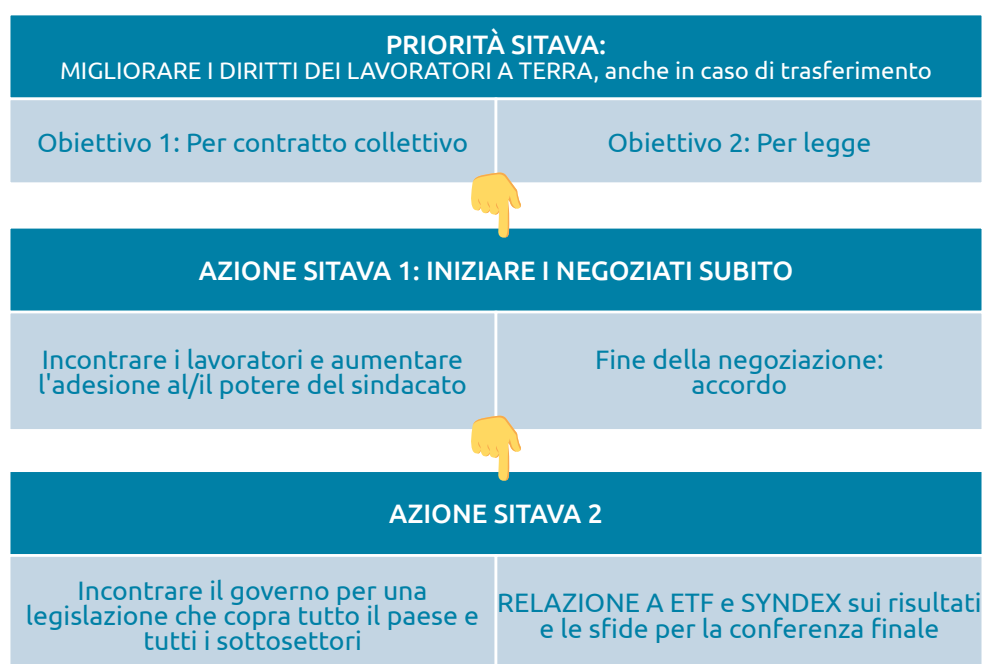 PRIORITÀ SITAVA:
MIGLIORARE I DIRITTI DEI LAVORATORI A TERRA, anche in caso di trasferimento
Obiettivo 1: Per contratto collettivo
Obiettivo 2: Per legge
AZIONE SITAVA 1: INIZIARE I NEGOZIATI SUBITO
Incontrare i lavoratori e aumentare
l'adesione al/il potere del sindacato
Fine della negoziazione:
accordo
AZIONE SITAVA 2
Incontrare il governo per una
legislazione che copra tutto il paese e
tutti i sottosettori
RELAZIONE A ETF e SYNDEX sui risultati
e le sfide per la conferenza finale